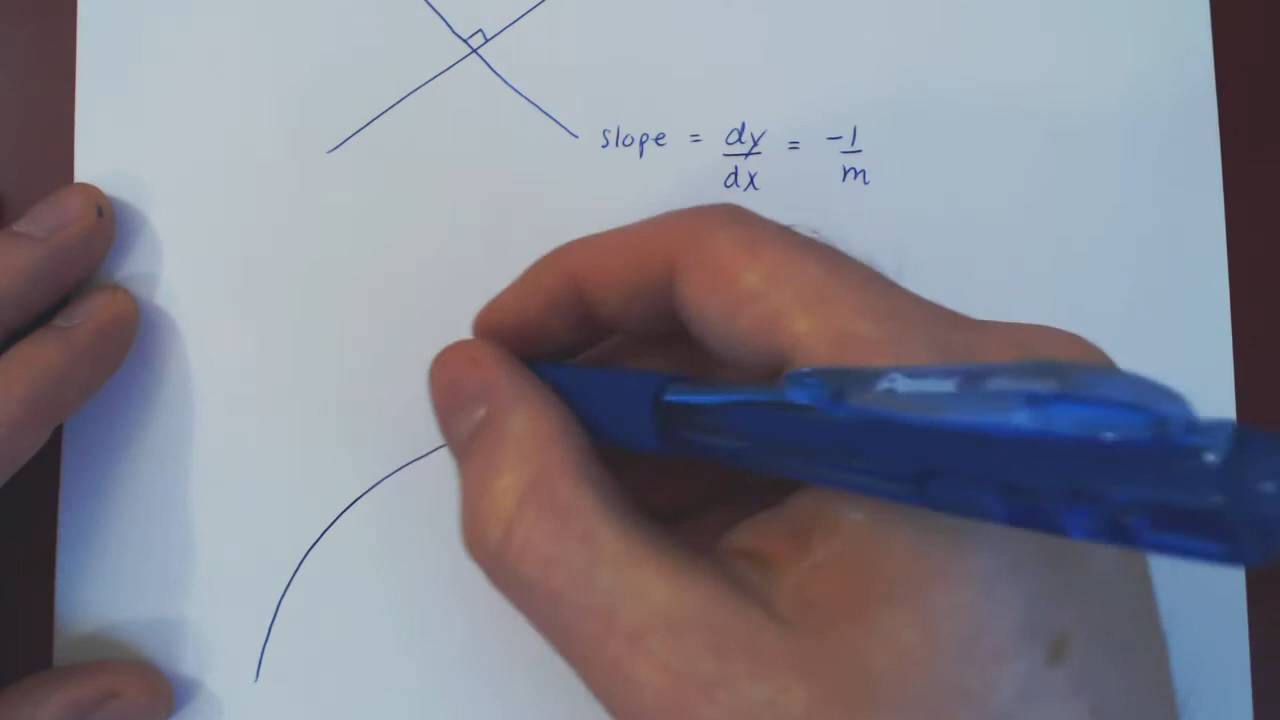 slope = dy/dx = -1/m